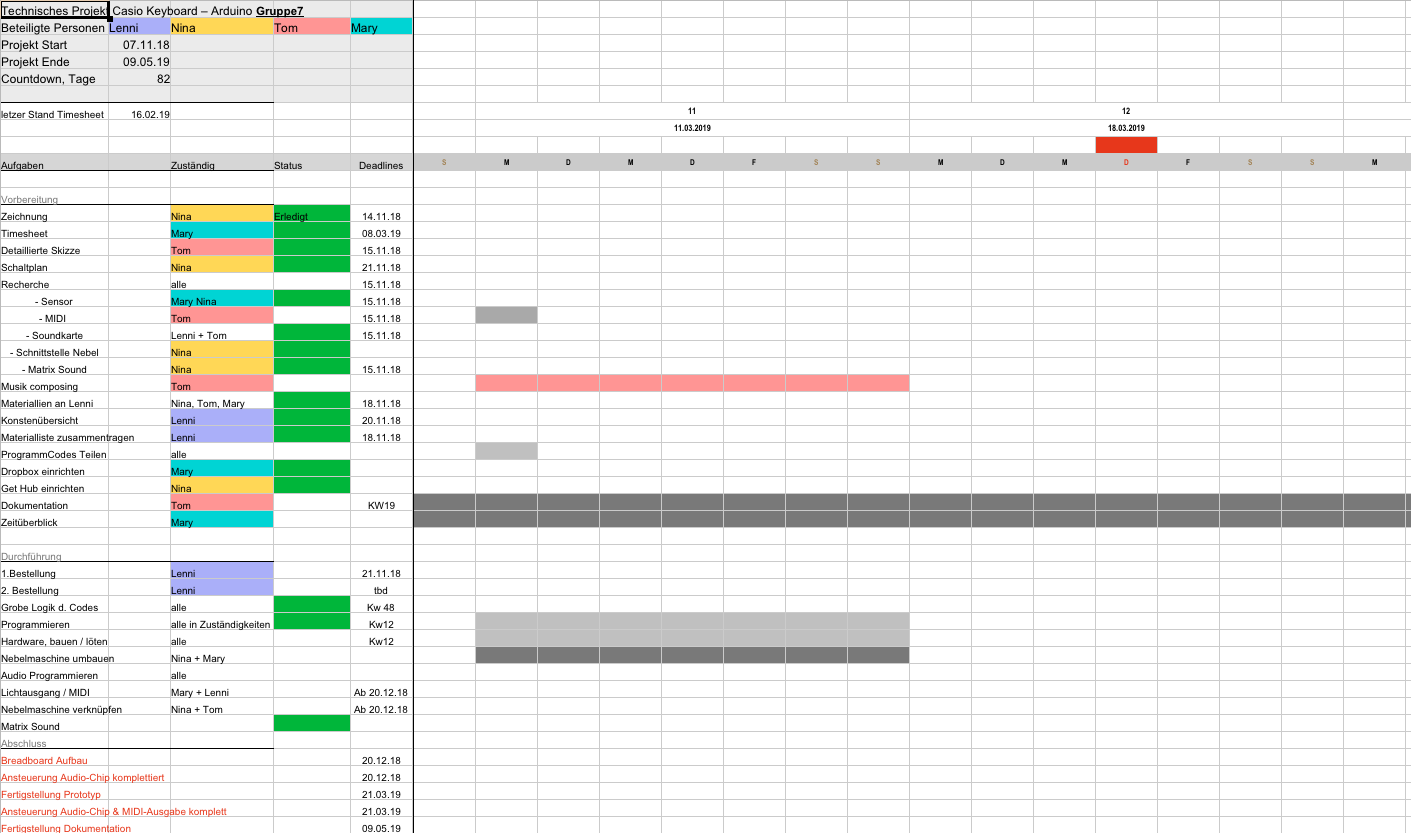 Technisches Projekt Casio Keyboard – Arduino Gruppe7
Beteiligte Personen Lenni Nina Tom Mary
Projekt Start 07.11.18
Projekt Ende 09.05.19
Countdown, Tage 82
11 12
letzer Stand Timesheet 16.02.19
11.03.2019 18.03.2019
Aufgaben Zuständig Status Deadlines S M D M D F S S M D M D F S S M
Vorbereitung
Zeichnung Nina Erledigt 14.11.18
Timesheet Mary 08.03.19
Detaillierte Skizze Tom 15.11.18
Schaltplan Nina 21.11.18
Recherche alle 15.11.18
- Sensor Mary Nina 15.11.18
- MIDI Tom 15.11.18
- Soundkarte Lenni + Tom 15.11.18
- Schnittstelle Nebel Nina
- Matrix Sound Nina 15.11.18
Musik composing Tom
Materiallien an Lenni Nina, Tom, Mary 18.11.18
Konstenübersicht Lenni 20.11.18
Materialliste zusammentragen Lenni 18.11.18
ProgrammCodes Teilen alle
Dropbox einrichten Mary
Get Hub einrichten Nina
Dokumentation Tom KW19
Zeitüberblick Mary
Durchführung
1.Bestellung Lenni 21.11.18
2. Bestellung Lenni tbd
Grobe Logik d. Codes alle Kw 48
Programmieren alle in Zuständigkeiten Kw12
Hardware, bauen / löten alle Kw12
Nebelmaschine umbauen Nina + Mary
Audio Programmieren alle
Lichtausgang / MIDI Mary + Lenni Ab 20.12.18
Nebelmaschine verknüpfen Nina + Tom Ab 20.12.18
Matrix Sound
Abschluss
Breadboard Aufbau 20.12.18
Ansteuerung Audio-Chip komplettiert 20.12.18
Fertigstellung Prototyp 21.03.19
Ansteuerung Audio-Chip & MIDI-Ausgabe komplett 21.03.19
Fertigstellung Dokumentation 09.05.19